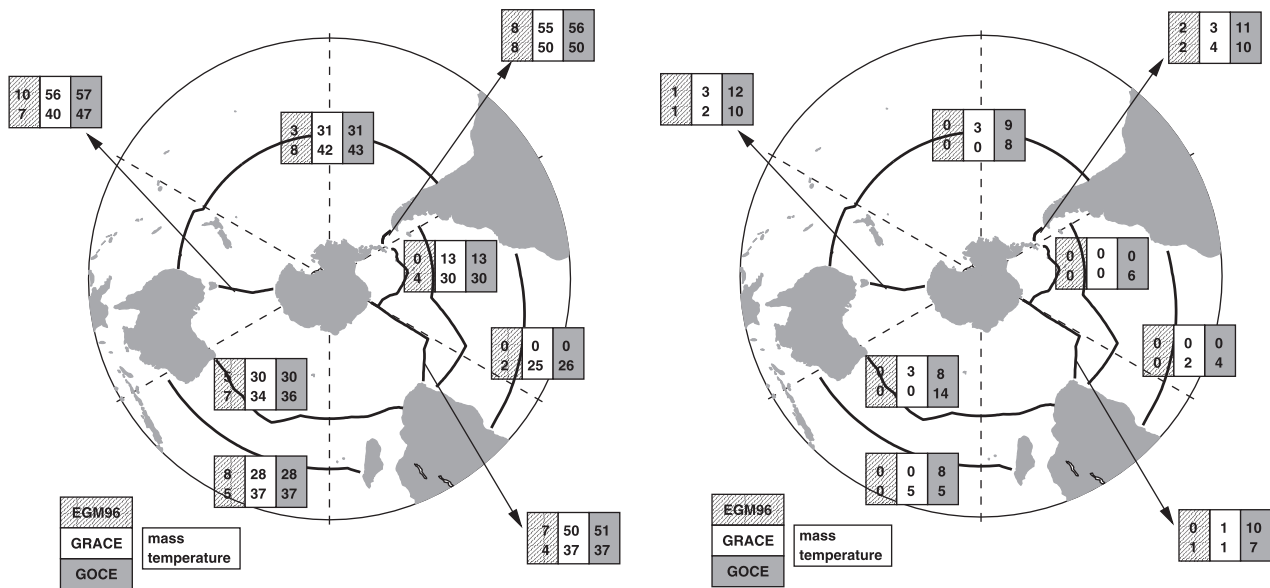 8 55 56
8 50 50
10 56 57
7 40 47
3 31 31
8 42 43
0 13 13
4 30 30
0 0 0
2 25 26
30 30
7 34 36
8 28 28
5 37 37
7 50 51
4 37 37
EGM96
GRACE
GOCE
mass
temperature
2 3 11
2 4 10
1 3 12
1 2 10
0 3 9
0 0 8
0 0 0
0 0 6
0 0 0
0 2 4
0 3 8
0 0 14
0 0 8
0 5 5
0 1 10
1 1 7
EGM96
GRACE
GOCE
mass
temperature